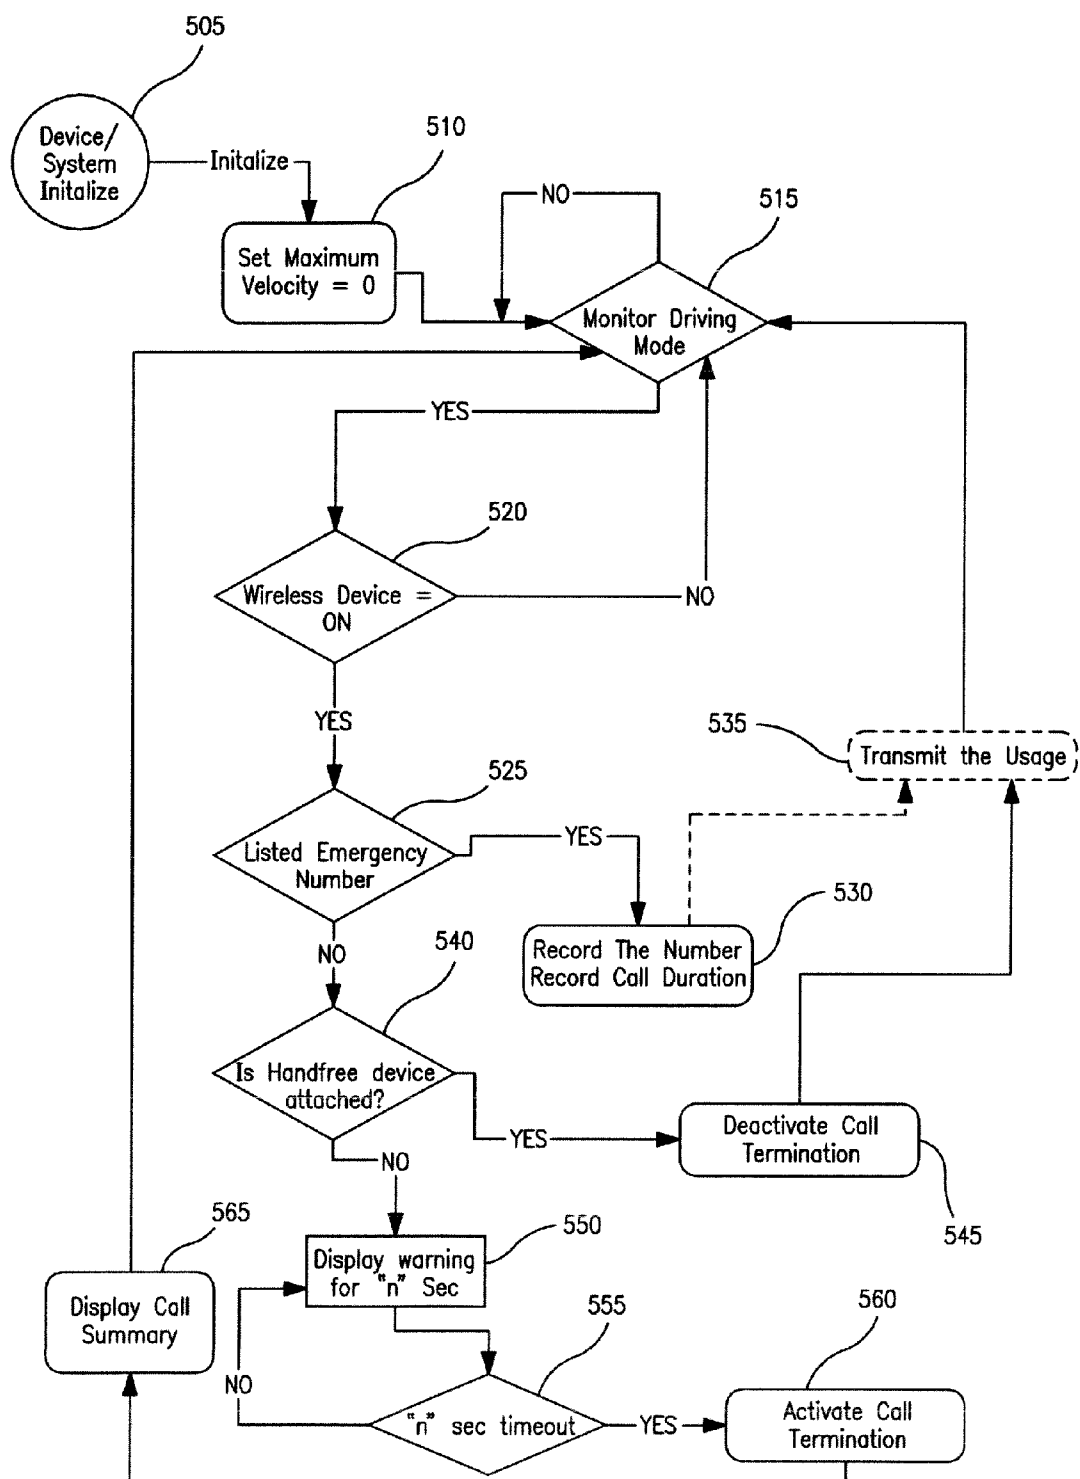 505
Device/
System
Initalize
Initalize
510
Set Maximum
Velocity = 0
NO
515
Monitor Driving
Mode
YES
520
Wireless Device =
ON
NO
YES
535
Transmit the Usage
525
Listed Emergency
Number
YES
530
Record The Number
Record Call Duration
NO
540
Is Handfree device
attached?
YES
Deactivate Call
Termination
545
NO
550
Display warning
for "n" Sec
565
Display Call
Summary
555
NO
"n" sec timeout
YES
560
Activate Call
Termination